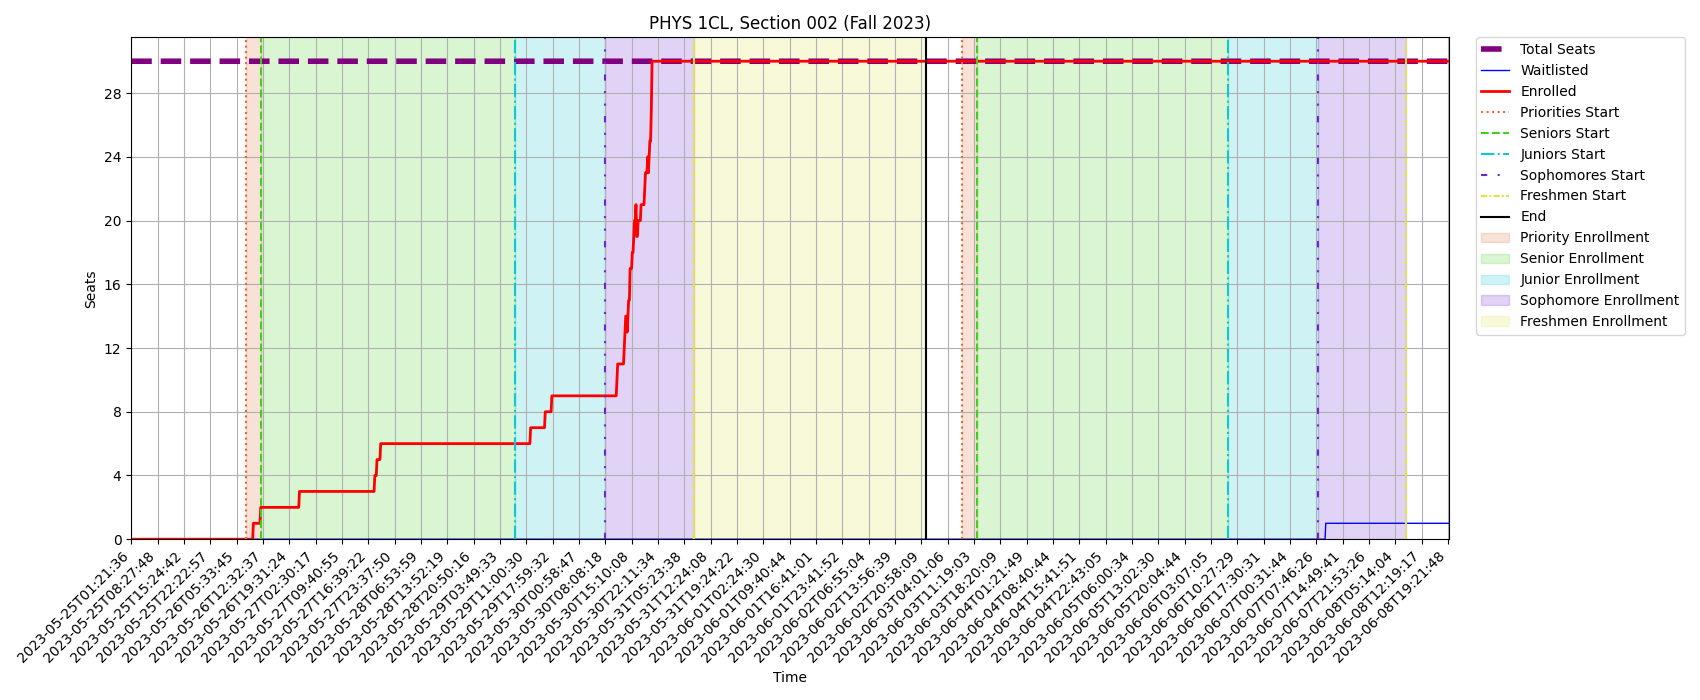 PHYS 1CL, Section 002 (Fall 2023)
Total Seats
Waitlisted
Enrolled
Priorities Start
Seniors Start
Juniors Start
Sophomores Start
Freshmen Start
End
Priority Enrollment
Senior Enrollment
Junior Enrollment
Sophomore Enrollment
Freshmen Enrollment
Seats
28
24
20
16
12
8
4
0
2023-05-25T01:21:36
2023-05-25T08:27:48
2023-05-25T15:24:42
2023-05-25T22:22:57
2023-05-26T05:33:45
2023-05-26T12:32:37
2023-05-26T19:31:24
2023-05-27T02:30:17
2023-05-27T09:40:55
2023-05-27T16:39:22
2023-05-27T23:37:50
2023-05-28T06:53:59
2023-05-28T13:52:19
2023-05-28T20:50:16
2023-05-29T03:49:33
2023-05-29T11:00:30
2023-05-29T17:59:32
2023-05-30T00:58:47
2023-05-30T08:08:18
2023-05-30T15:10:08
2023-05-30T22:11:34
2023-05-31T05:23:38
2023-05-31T12:24:08
2023-05-31T19:24:22
2023-06-01T02:24:30
2023-06-01T09:40:44
2023-06-01T16:41:01
2023-06-01T23:41:52
2023-06-02T06:55:04
2023-06-02T13:56:39
2023-06-02T20:58:09
2023-06-03T04:01:06
2023-06-03T11:19:03
2023-06-03T18:20:09
2023-06-04T01:21:49
2023-06-04T08:40:44
2023-06-04T15:41:51
2023-06-04T22:43:05
2023-06-05T06:00:34
2023-06-05T13:02:30
2023-06-05T20:04:44
2023-06-06T03:07:05
2023-06-06T10:27:29
2023-06-06T17:30:31
2023-06-07T00:31:44
2023-06-07T07:46:26
2023-06-07T14:49:41
2023-06-07T21:53:26
2023-06-08T05:14:04
2023-06-08T12:19:17
2023-06-08T19:21:48
Time